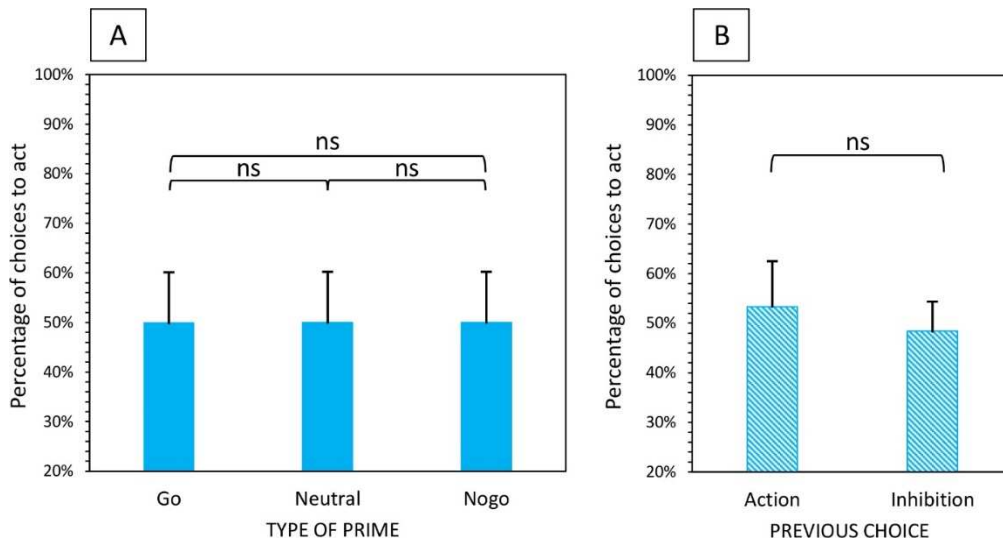 A
Percentage of choices to act
100%
90%
80%
70%
60%
50%
40%
30%
20%
ns
ns
ns
Go
Neutral
Nogo
TYPE OF PRIME
B
Percentage of choices to act
100%
90%
80%
70%
60%
50%
40%
30%
20%
ns
Action
Inhibition
PREVIOUS CHOICE